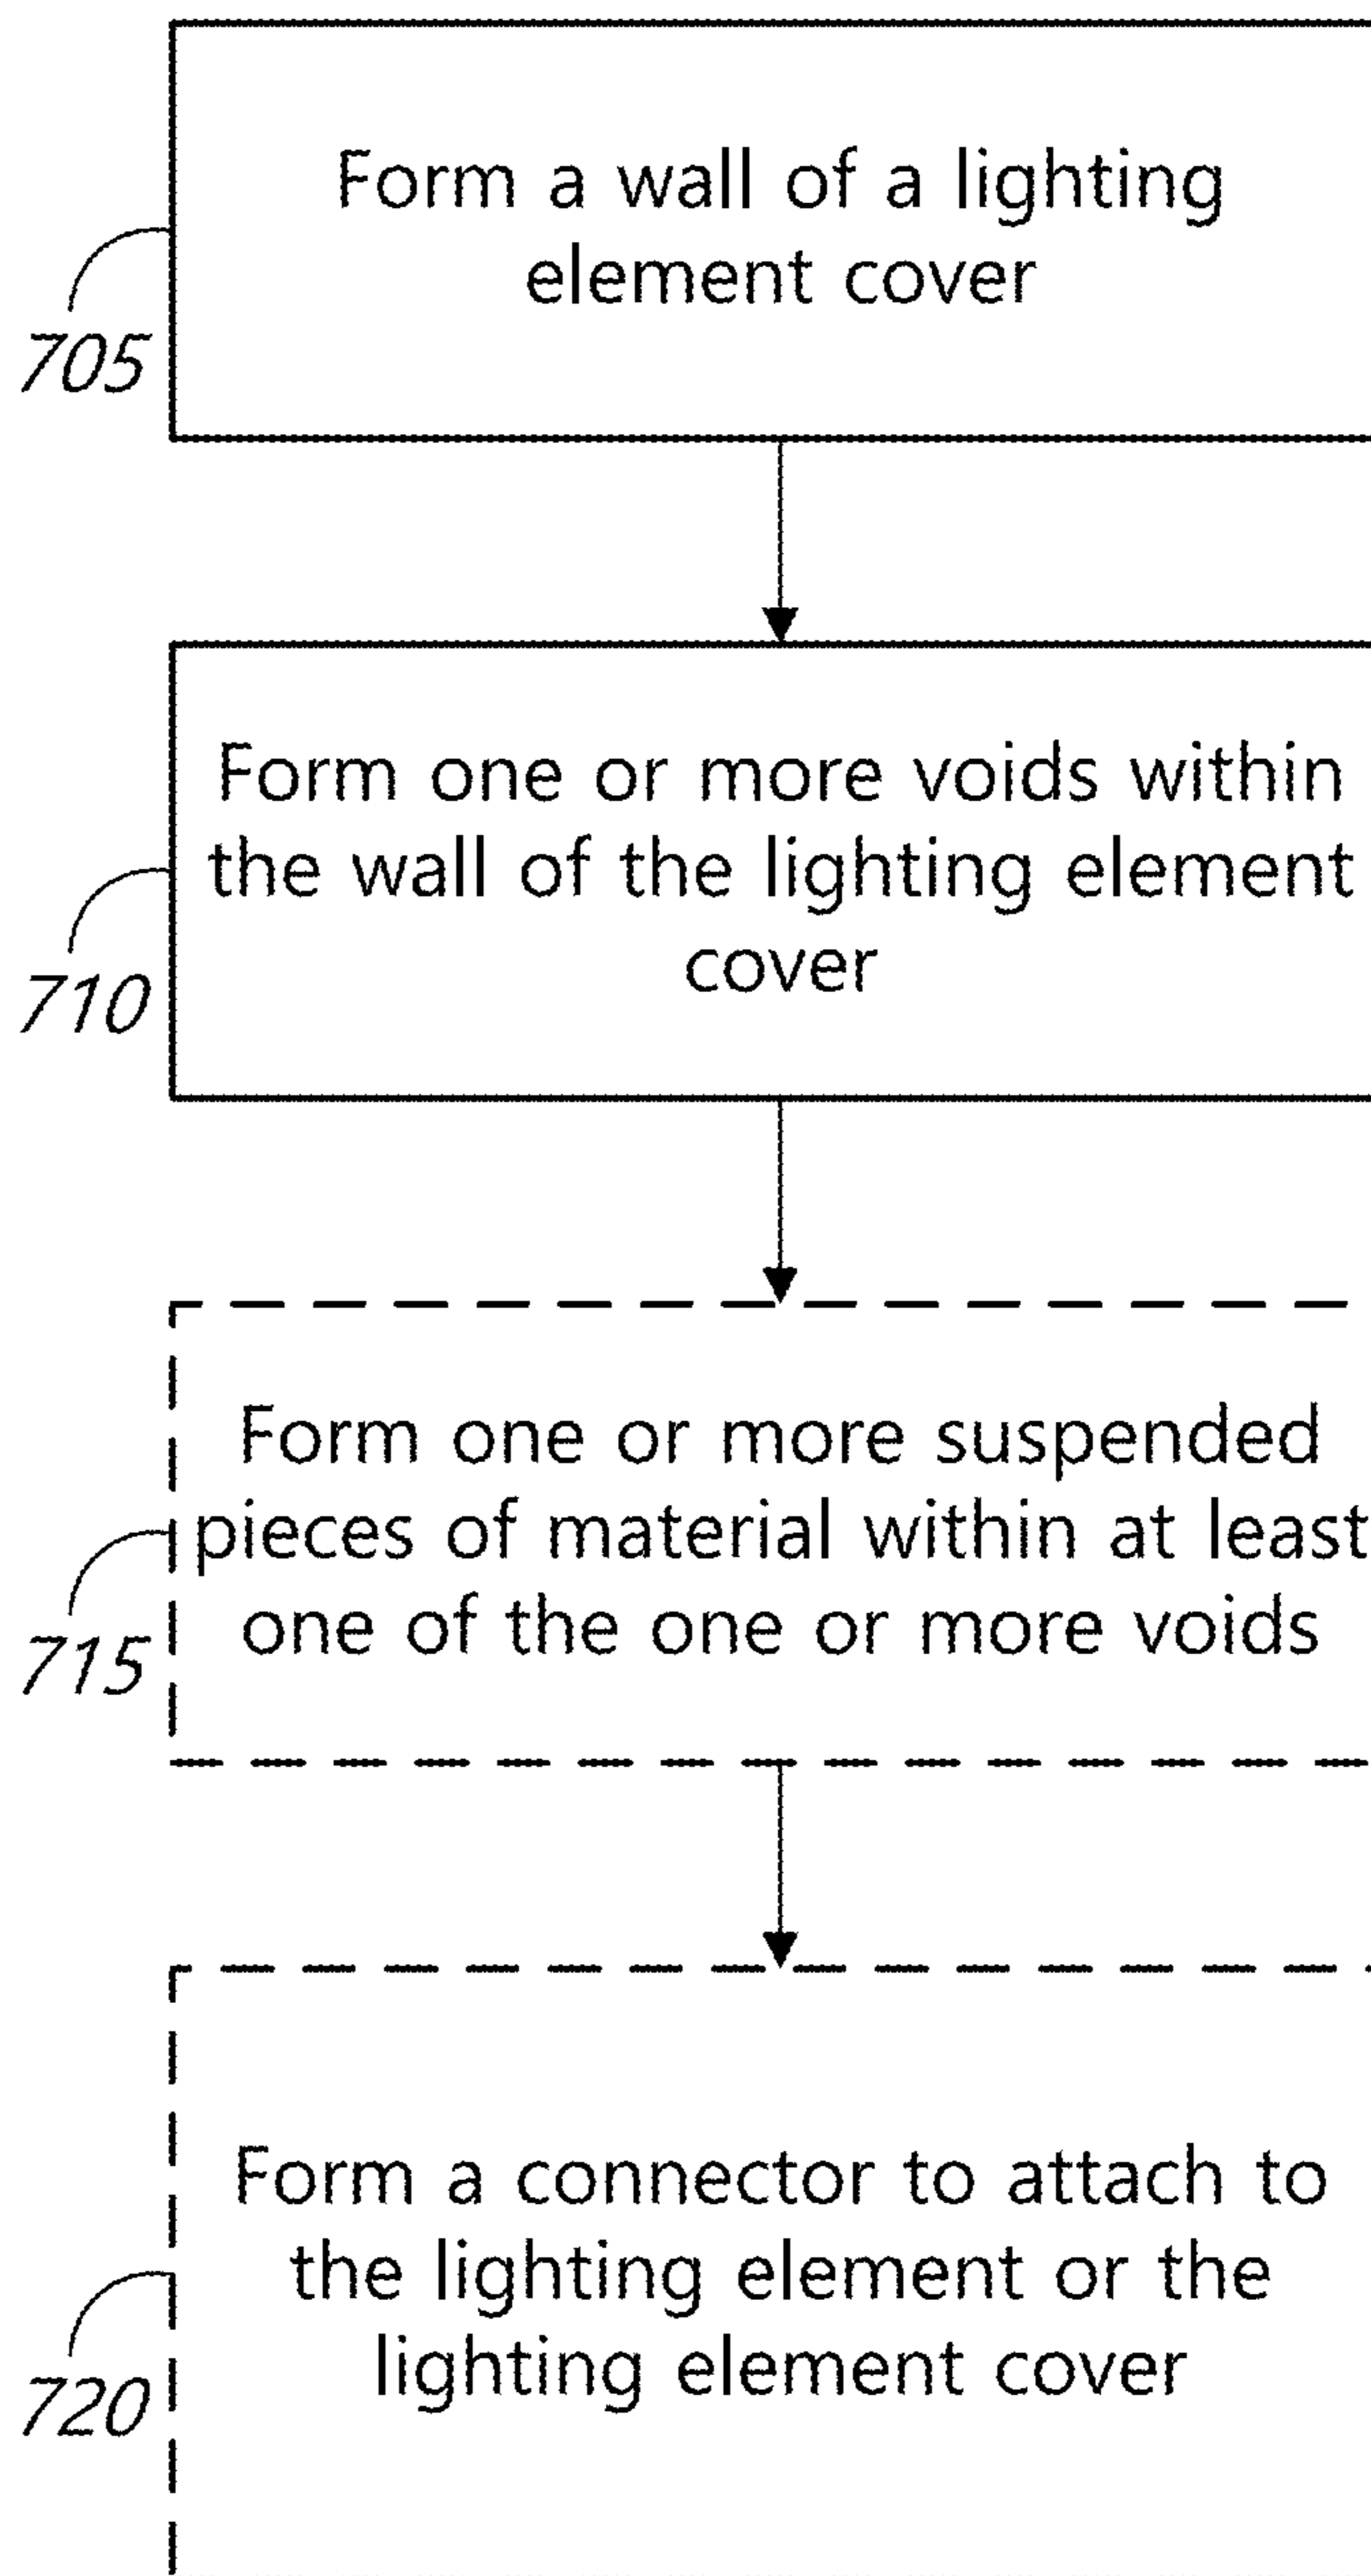 Form a wall of a lighting
element cover
705
Form one or more voids within
the wall of the lighting element
cover
710
Form one or more suspended
pieces of material within at least
one of the one or more voids
715
Form a connector to attach to
the lighting element or the
lighting element cover
720